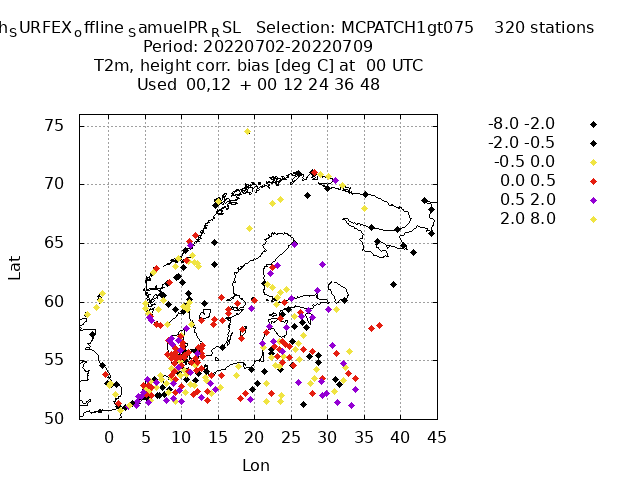 hSURFEXoffline SamuelPRRSL Selection: MCPATCH1gt075 320 stations
Period: 20220702-20220709
T2m, height corr. bias [deg C] at 00 UTC
Used 00,12 + 00 12 24 36 48
-8.0 -2.0
-2.0 -0.5
-0.5 0.0
0.0 0.5
0.5 2.0
2.0 8.0
75
70
65
60
55
50
Lat
0 5 10 15 20 25 30 35 40 45
Lon